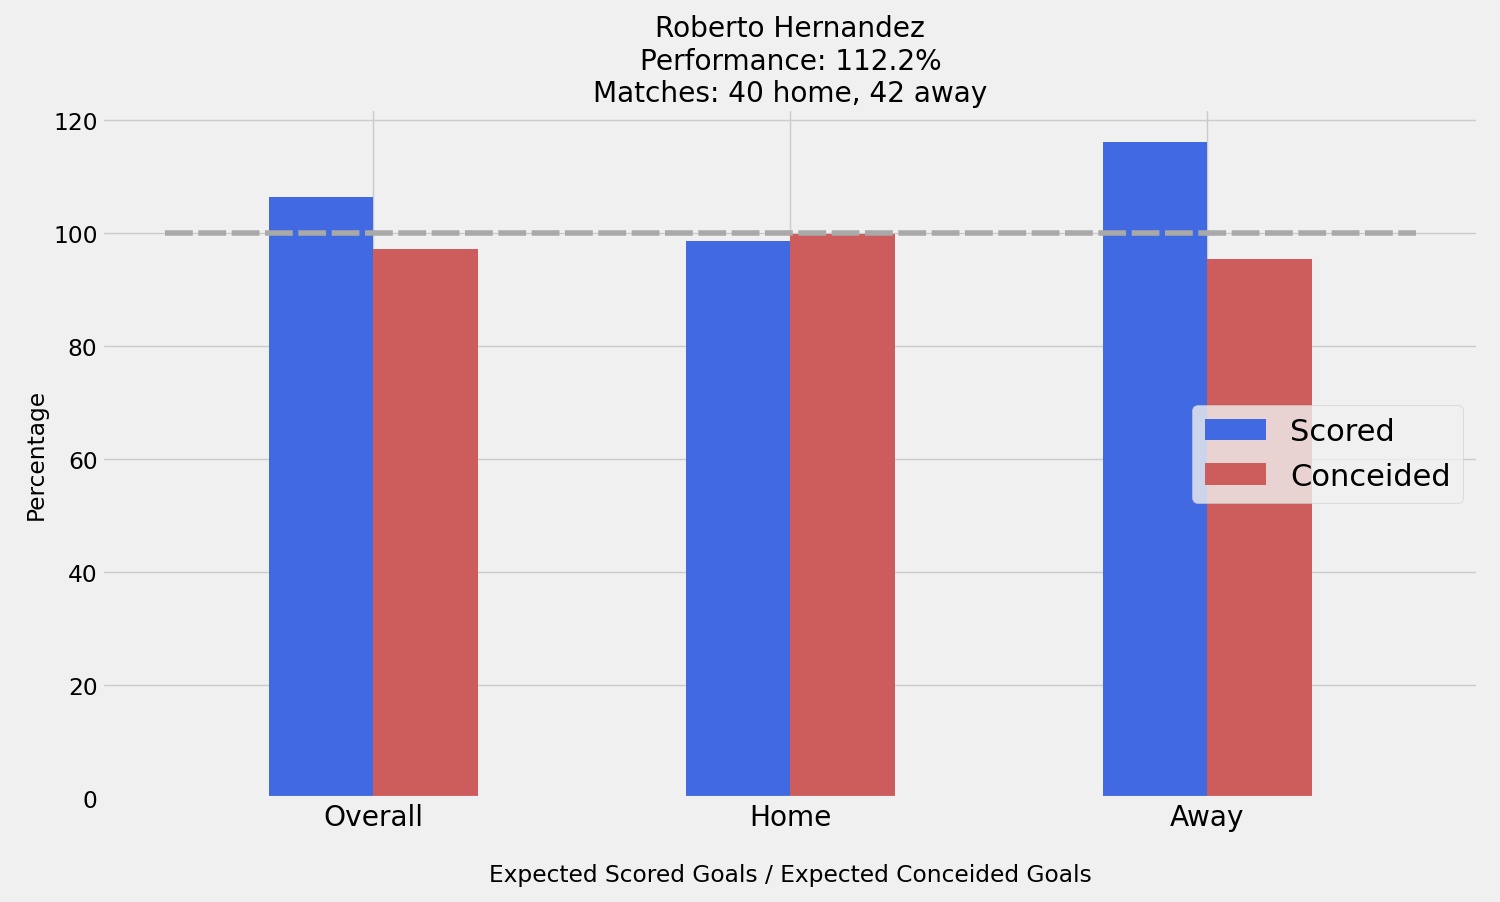 Roberto Hernandez
Performance: 112.2%
Matches: 40 home, 42 away
120
100
80
60
40
20
0
Percentage
Scored
Conceided
Overall
Home
Away
Expected Scored Goals / Expected Conceided Goals